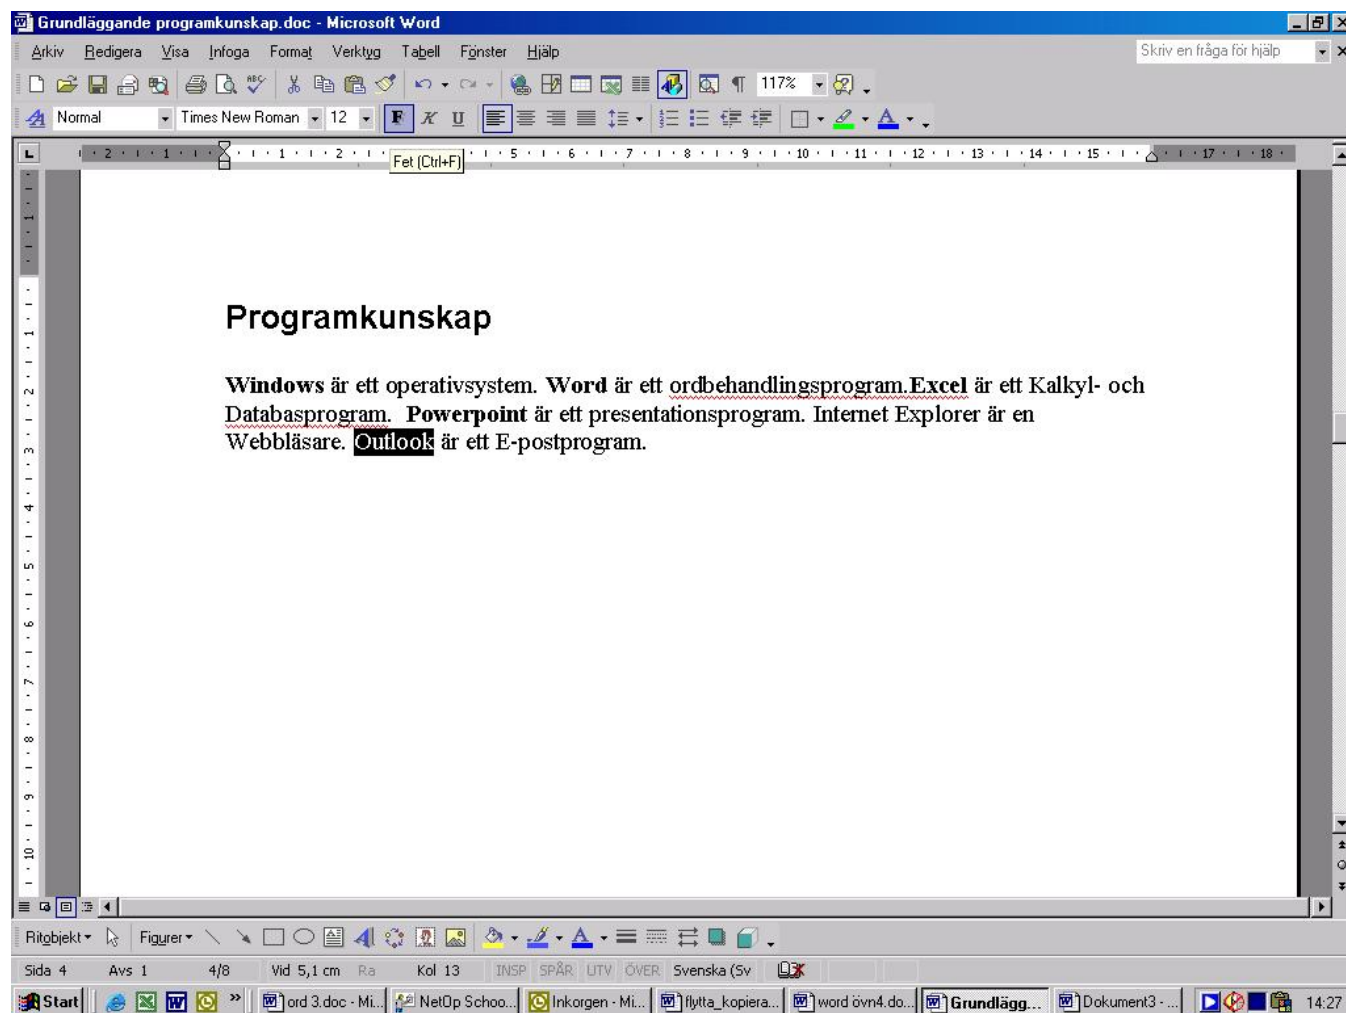 Grundläggande programkunskap.doc - Microsoft Word
Arkiv Redigera Visa Infoga Format Verktyg Tabell Fönster Hjälp Skriv en fråga för hjälp
117%
Normal Times New Roman 12 F K U
Fet (Ctrl+F)
Programkunskap
Windows är ett operativsystem. Word är ett ordbehandlingsprogram.Excel är ett Kalkyl- och
Databasprogram. Powerpoint är ett presentationsprogram. Internet Explorer är en
Webbläsare. Outlook är ett E-postprogram.
Ritobjekt Figurer
Sida 4 Avs 1 4/8 Vid 5,1 cm Ra Kol 13 INSP SPÅR UTV ÖVER Svenska (Sv
Start » ord 3.doc - Mi... NetOp Schoo... Inkorgen - Mi... flytta_kopiera... word övn4.do... Grundlägg... Dokument3 - ... 14:27